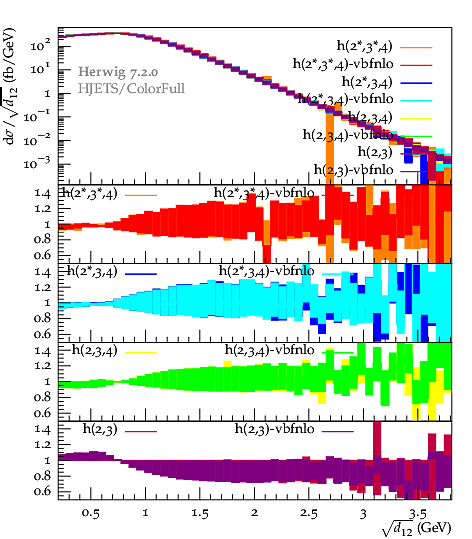 dσ/√d12 (fb/GeV)
10^2
10
1
10^-1
10^-2
10^-3
Herwig 7.2.0
HJETS/ColorFull
h(2*,3*,4)
h(2*,3*,4)-vbfnlo
h(2*,3,4)
h(2*,3,4)-vbfnlo
h(2,3,4)
h(2,3,4)-vbfnlo
h(2,3)
h(2,3)-vbfnlo
1.4
1.2
1
0.8
0.6
h(2*,3*,4) h(2*,3*,4)-vbfnlo
1.4
1.2
1
0.8
0.6
h(2*,3,4) h(2*,3,4)-vbfnlo
1.4
1.2
1
0.8
0.6
h(2,3,4) h(2,3,4)-vbfnlo
1.4
1.2
1
0.8
0.6
h(2,3) h(2,3)-vbfnlo
0.5 1 1.5 2 2.5 3 3.5
√d12 (GeV)